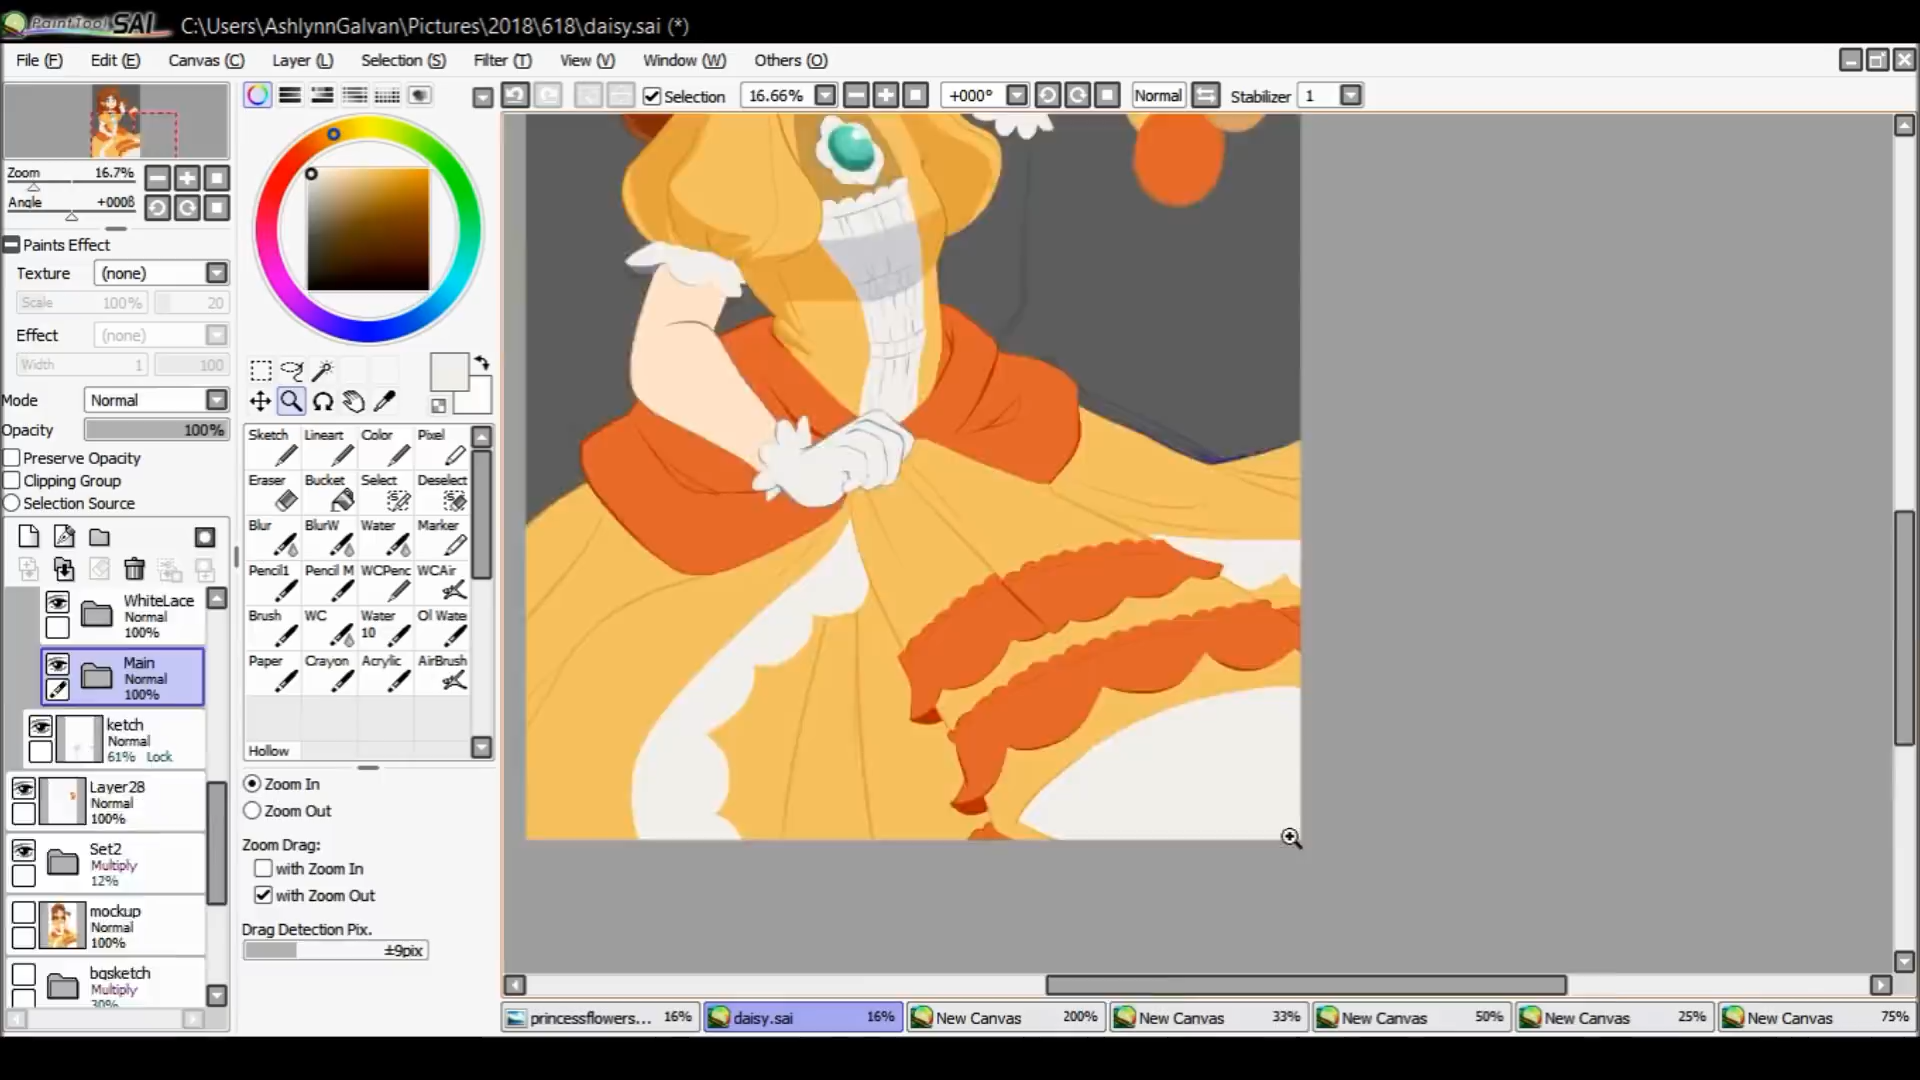 PaintTool SAI C:\Users\AshlynnGalvan\Pictures\2018\618\daisy.sai (*)
File (F) Edit (E) Canvas (C) Layer (L) Selection (S) Filter (T) View (V) Window (W) Others (O)
Selection 16.66% +000° Normal Stabilizer 1
Zoom 16.7%
Angle +000ß
Paints Effect
Texture (none)
Scale 100% 20
Effect (none)
Width 1 100
Mode Normal
Opacity 100%
Preserve Opacity
Clipping Group
Selection Source
WhiteLace
Normal
100%
Main
Normal
100%
ketch
Normal
61% Lock
Layer28
Normal
100%
Set2
Multiply
12%
mockup
Normal
100%
bgsketch
Multiply
30%
Sketch Lineart Color Pixel
Eraser Bucket Select Deselect
Blur BlurW Water Marker
Pencil1 Pencil M WCPenc WCAir
Brush WC Water 10 Ol Wate
Paper Crayon Acrylic AirBrush
Hollow
Zoom In
Zoom Out
Zoom Drag:
with Zoom In
with Zoom Out
Drag Detection Pix.
±9pix
princessflowers... 16% daisy.sai 16% New Canvas 200% New Canvas 33% New Canvas 50% New Canvas 25% New Canvas 75%